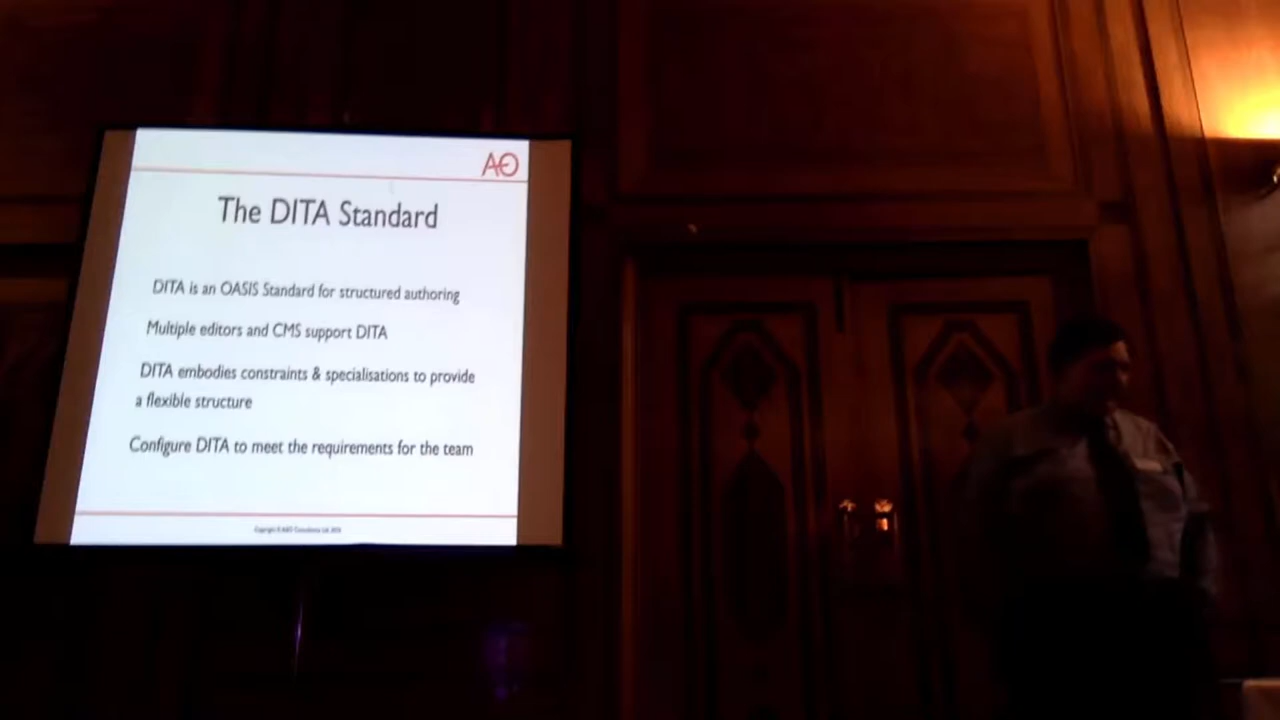 AO
The DITA Standard
DITA is an OASIS Standard for structured authoring
Multiple editors and CMS support DITA
DITA embodies constraints & specialisations to provide
a flexible structure
Configure DITA to meet the requirements for the team